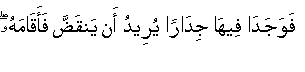 فَوَجَدَا فِيهَا جِدَارًا يُرِيدُ أَن يَنقَضَّ فَأَقَامَهُۥ ۖ